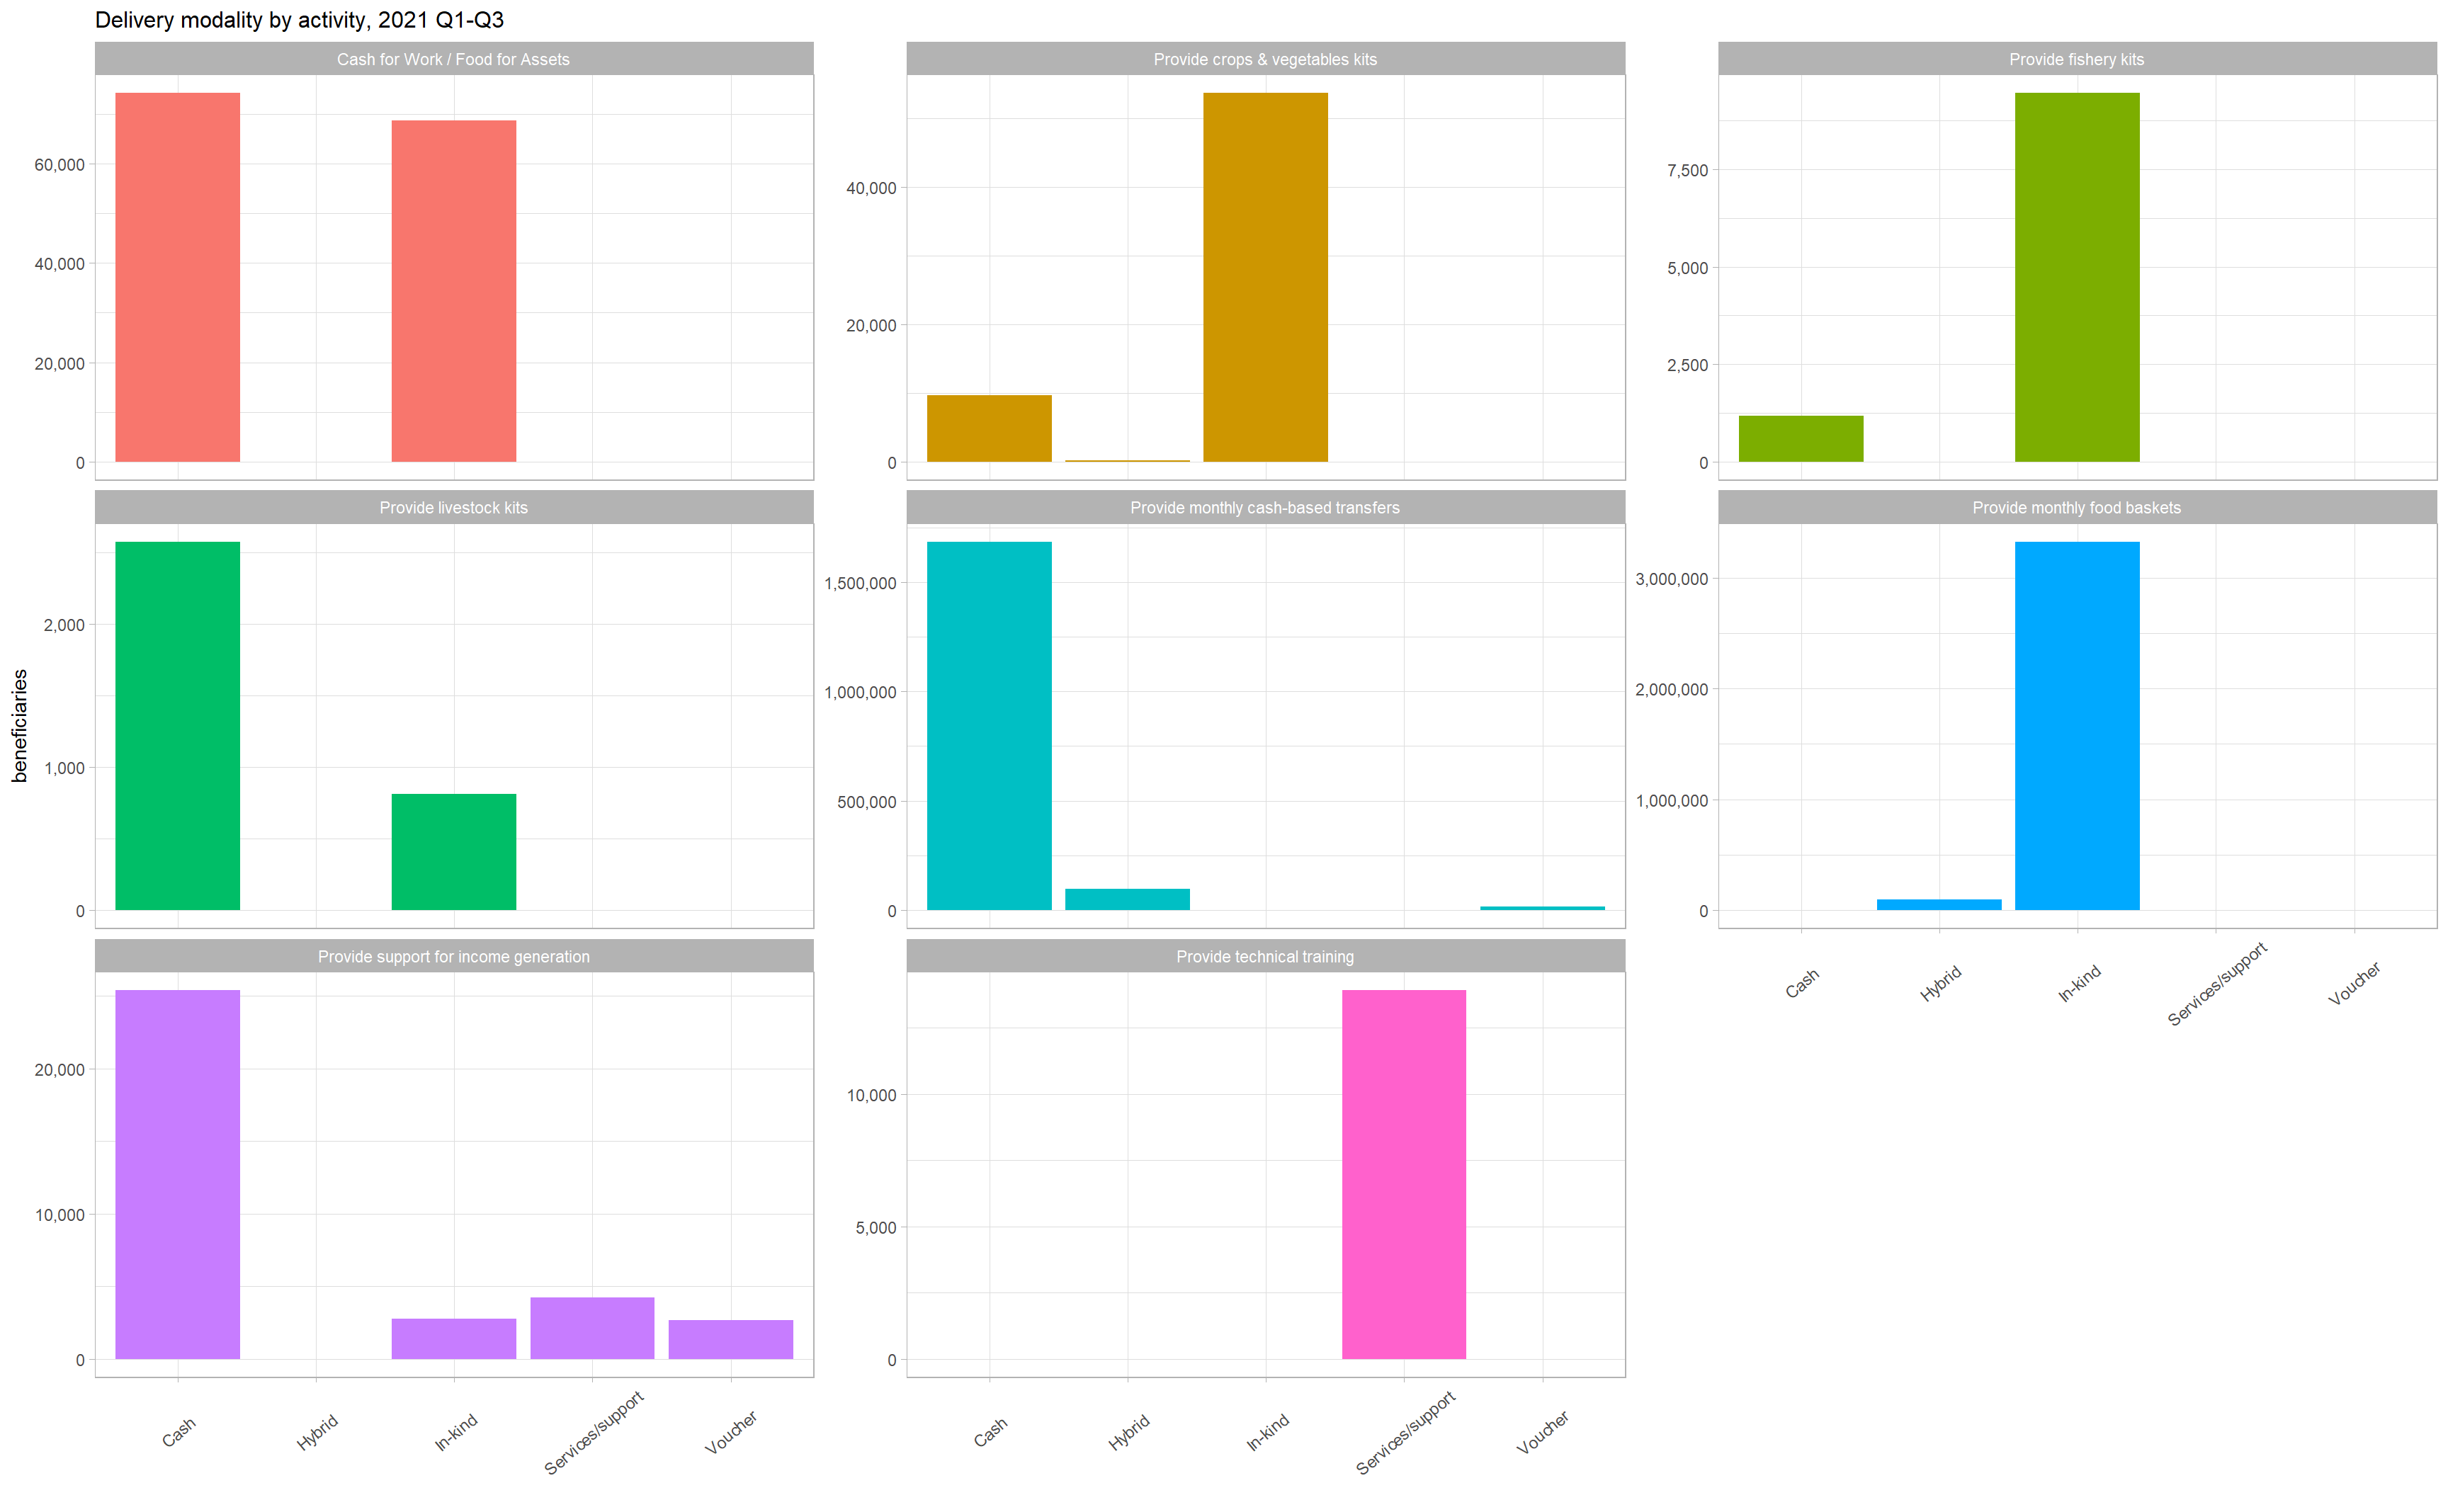 Delivery modality by activity, 2021 Q1-Q3
Cash for Work / Food for Assets
Provide crops & vegetables kits
Provide fishery kits
60,000
40,000
20,000
0
40,000
20,000
0
7,500
5,000
2,500
0
Provide livestock kits
Provide monthly cash-based transfers
Provide monthly food baskets
beneficiaries
2,000
1,000
0
1,500,000
1,000,000
500,000
0
3,000,000
2,000,000
1,000,000
0
Cash
Hybrid
In-kind
Services/support
Voucher
Provide support for income generation
Provide technical training
20,000
10,000
0
10,000
5,000
0
Cash
Hybrid
In-kind
Services/support
Voucher
Cash
Hybrid
In-kind
Services/support
Voucher